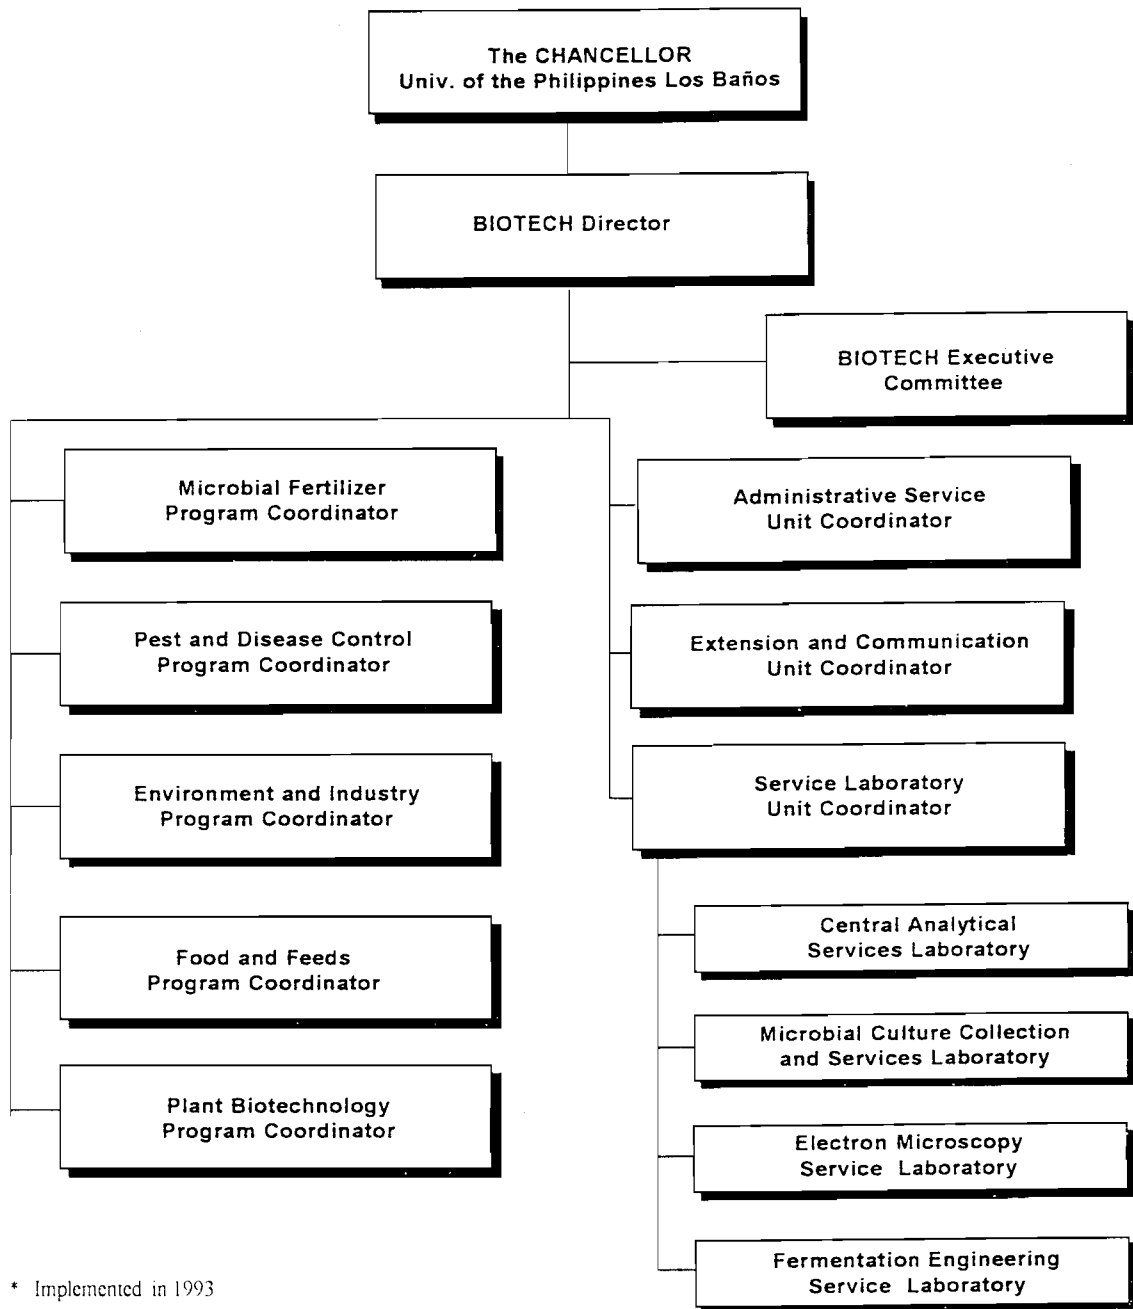 The CHANCELLOR
Univ. of the Philippines Los Baños
BIOTECH Director
BIOTECH Executive
Committee
Microbial Fertilizer
Program Coordinator
Pest and Disease Control
Program Coordinator
Environment and Industry
Program Coordinator
Food and Feeds
Program Coordinator
Plant Biotechnology
Program Coordinator
Administrative Service
Unit Coordinator
Extension and Communication
Unit Coordinator
Service Laboratory
Unit Coordinator
Central Analytical
Services Laboratory
Microbial Culture Collection
and Services Laboratory
Electron Microscopy
Service Laboratory
Fermentation Engineering
Service Laboratory
* Implemented in 1993